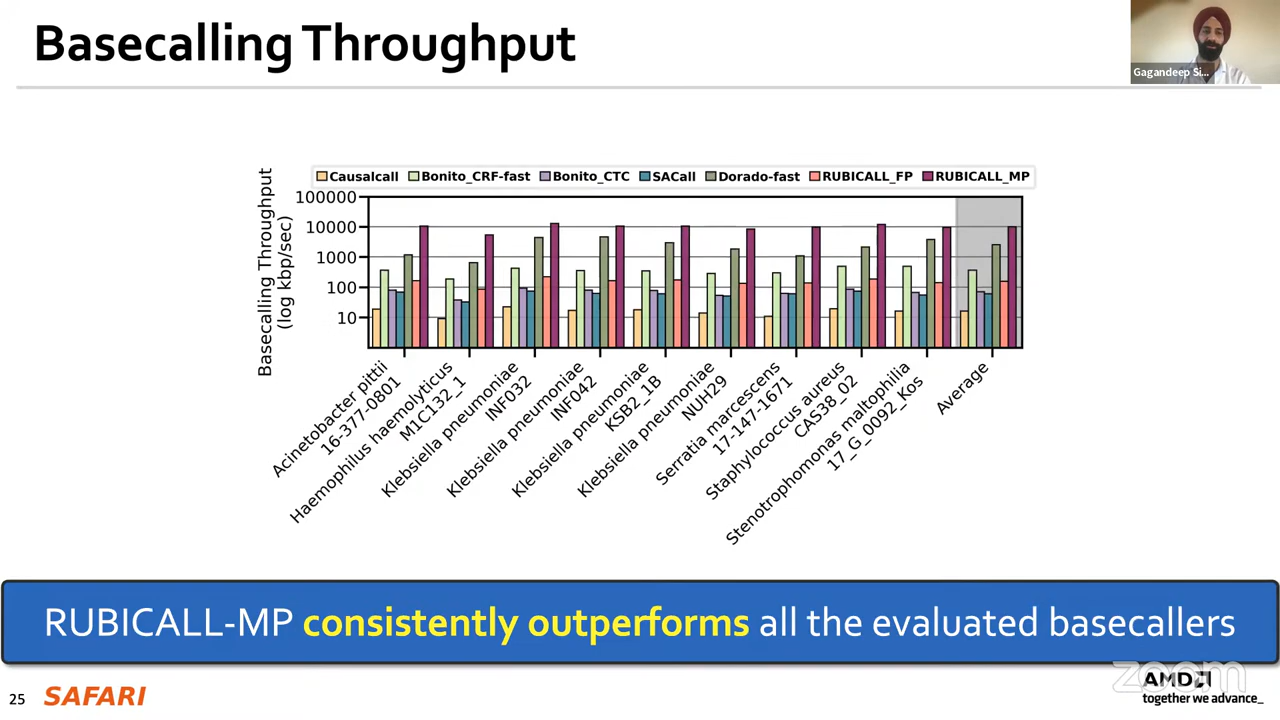 Basecalling Throughput
Gagandeep Si...
Causalcall Bonito_CRF-fast Bonito_CTC SACall Dorado-fast RUBICALL_FP RUBICALL_MP
Basecalling Throughput
(log kbp/sec)
100000
10000
1000
100
10
Acinetobacter pittii
16-377-0801
Haemophilus haemolyticus
M1C132_1
Klebsiella pneumoniae
INF032
Klebsiella pneumoniae
INF042
Klebsiella pneumoniae
KSB2_1B
Klebsiella pneumoniae
NUH29
Serratia marcescens
17-147-1671
Staphylococcus aureus
CAS38_02
Stenotrophomonas maltophilia
17_G_0092_Kos
Average
RUBICALL-MP consistently outperforms all the evaluated basecallers
zoom
25 SAFARI
AMD
together we advance_